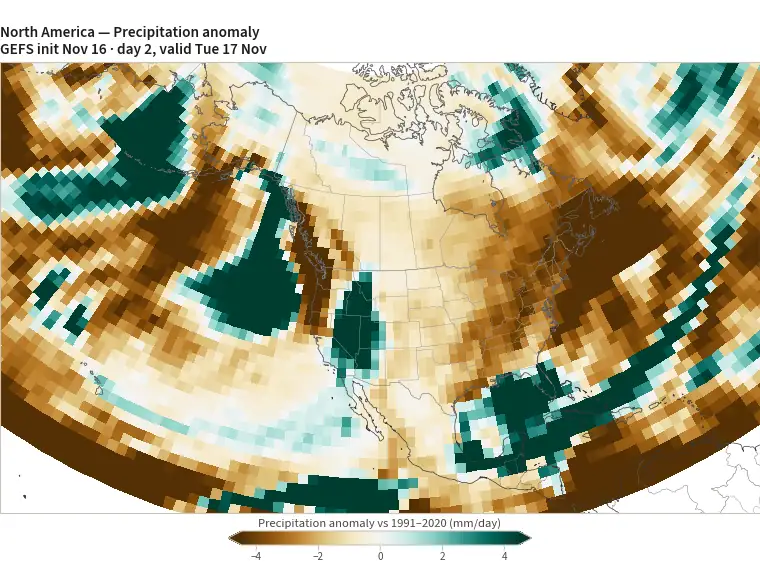 North America — Precipitation anomaly
GEFS init Nov 16 · day 2, valid Tue 17 Nov
Precipitation anomaly vs 1991–2020 (mm/day)
−4 −2 0 2 4